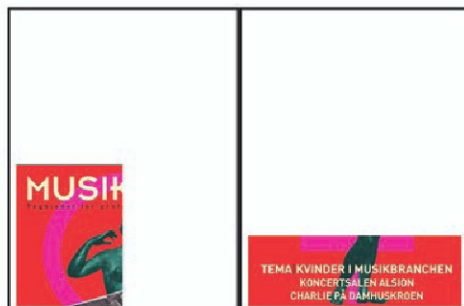 MUSIK
TEMA KVINDER I MUSIKBRANCHEN
KONCERTSALEN ALSION
CHARLIE PÅ DAMHUSKROEN